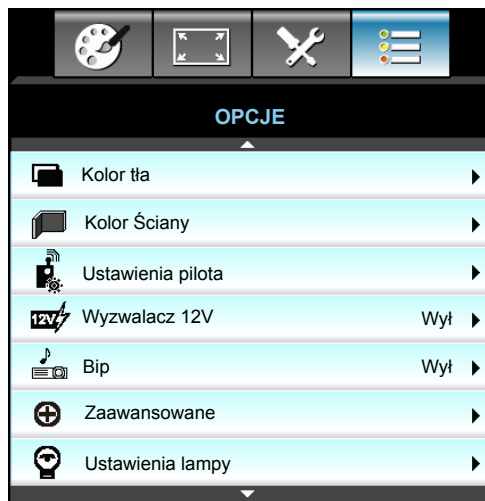 OPCJE
Kolor tła
Kolor Ściany
Ustawienia pilota
12V Wyzwalacz 12V Wył
Bip Wył
Zaawansowane
Ustawienia lampy